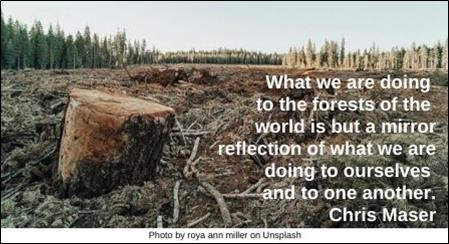 What we are doing
to the forests of the
world is but a mirror
reflection of what we are
doing to ourselves
and to one another.
Chris Maser
Photo by roya ann miller on Unsplash